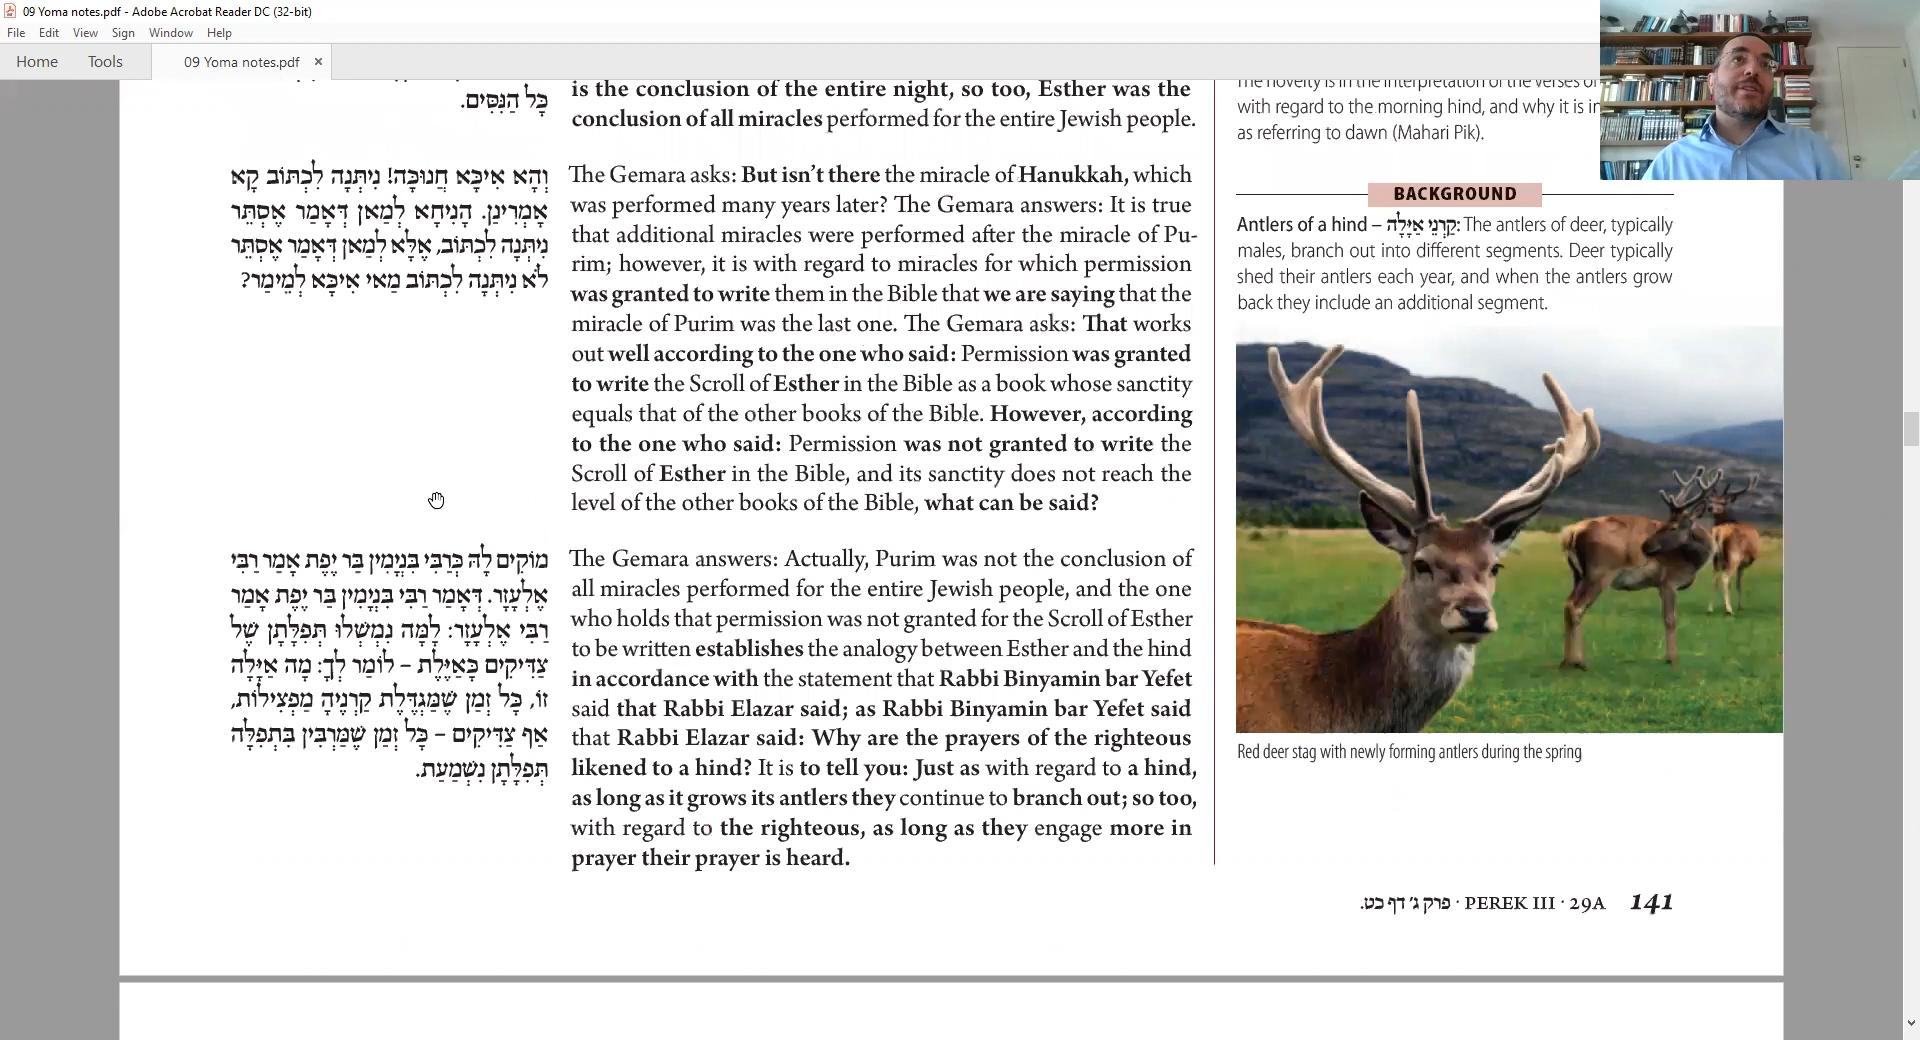 09 Yoma notes.pdf - Adobe Acrobat Reader DC (32-bit)
File Edit View Sign Window Help
Home Tools 09 Yoma notes.pdf ×
כָּל הַנִּסִּים.
וְהָא אִיכָּא חֲנוּכָּה! נִיתְּנָה לִכְתּוֹב קָא
אָמְרִינַן. הָנִיחָא לְמַאן דְּאָמַר אֶסְתֵּר
נִיתְּנָה לִכְתּוֹב, אֶלָּא לְמַאן דְּאָמַר אֶסְתֵּר
לֹא נִיתְּנָה לִכְתּוֹב מַאי אִיכָּא לְמֵימַר?
מוֹקִים לָהּ כְּרַבִּי בִּנְיָמִין בַּר יֶפֶת אָמַר רַבִּי
אֶלְעָזָר. דְּאָמַר רַבִּי בִּנְיָמִין בַּר יֶפֶת אָמַר
רַבִּי אֶלְעָזָר: לָמָּה נִמְשְׁלוּ תְּפִלָּתָן שֶׁל
צַדִּיקִים כְּאַיֶּילֶת – לוֹמַר לְךָ: מָה אַיָּלָה
זוֹ, כָּל זְמַן שֶׁמַּגְדֶּלֶת קַרְנֶיהָ מַפְצִילוֹת,
אַף צַדִּיקִים – כָּל זְמַן שֶׁמַּרְבִּין בִּתְפִלָּה
תְּפִלָּתָן נִשְׁמַעַת.
is the conclusion of the entire night, so too, Esther was the
conclusion of all miracles performed for the entire Jewish people.
The Gemara asks: But isn't there the miracle of Hanukkah, which
was performed many years later? The Gemara answers: It is true
that additional miracles were performed after the miracle of Pu-
rim; however, it is with regard to miracles for which permission
was granted to write them in the Bible that we are saying that the
miracle of Purim was the last one. The Gemara asks: That works
out well according to the one who said: Permission was granted
to write the Scroll of Esther in the Bible as a book whose sanctity
equals that of the other books of the Bible. However, according
to the one who said: Permission was not granted to write the
Scroll of Esther in the Bible, and its sanctity does not reach the
level of the other books of the Bible, what can be said?
The Gemara answers: Actually, Purim was not the conclusion of
all miracles performed for the entire Jewish people, and the one
who holds that permission was not granted for the Scroll of Esther
to be written establishes the analogy between Esther and the hind
in accordance with the statement that Rabbi Binyamin bar Yefet
said that Rabbi Elazar said; as Rabbi Binyamin bar Yefet said
that Rabbi Elazar said: Why are the prayers of the righteous
likened to a hind? It is to tell you: Just as with regard to a hind,
as long as it grows its antlers they continue to branch out; so too,
with regard to the righteous, as long as they engage more in
prayer their prayer is heard.
The novelty is in the interpretation of the verses
with regard to the morning hind, and why it is
as referring to dawn (Mahari Pik).
BACKGROUND
Antlers of a hind – קַרְנֵי אַיָּלָה: The antlers of deer, typically
males, branch out into different segments. Deer typically
shed their antlers each year, and when the antlers grow
back they include an additional segment.
Red deer stag with newly forming antlers during the spring
פרק ג׳ דף כט. · PEREK III · 29A 141